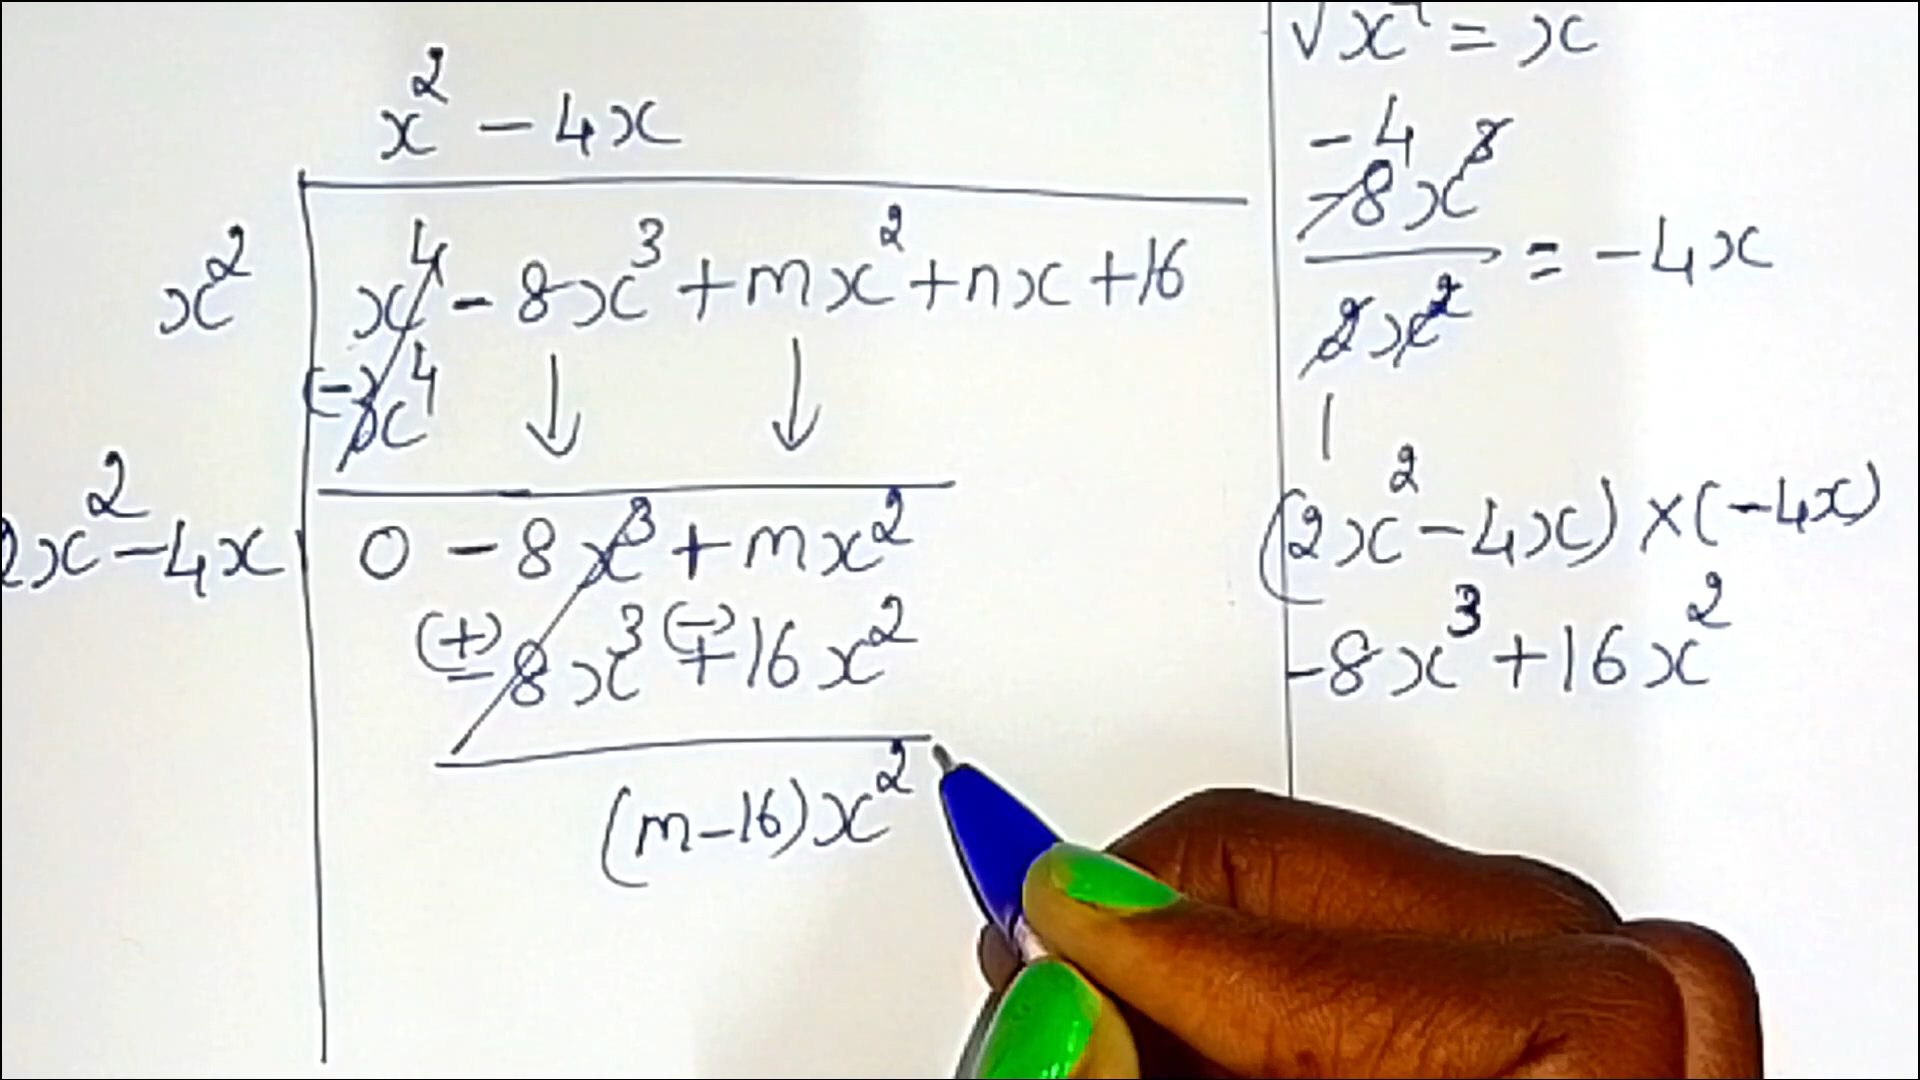 x² - 4x
x² | x⁴ - 8x³ + mx² + nx + 16
(-) x⁴ ↓ ↓
2x² - 4x | 0 - 8x³ + mx²
(+) (-)
- 8x³ + 16x²
(m-16)x²
√x⁴ = x
-4
-8x³ / 2x² = -4x
1
(2x² - 4x) × (-4x)
-8x³ + 16x²